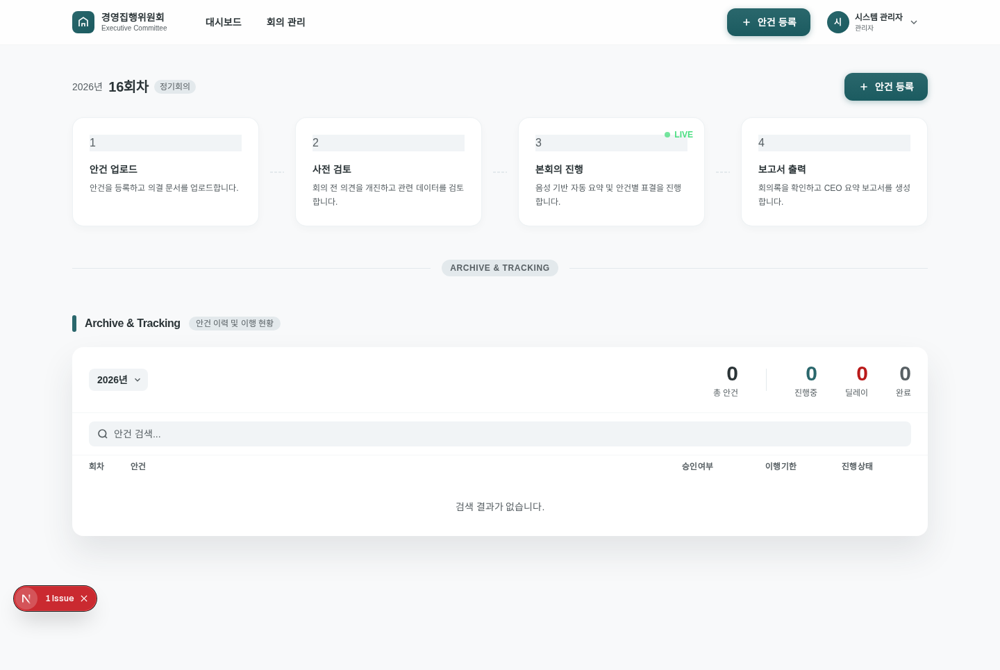 경영집행위원회
Executive Committee
대시보드
회의 관리
+ 안건 등록
시
시스템 관리자
관리자
2026년 16회차 정기회의
+ 안건 등록
1
안건 업로드
안건을 등록하고 의결 문서를 업로드합니다.
2
사전 검토
회의 전 의견을 개진하고 관련 데이터를 검토
합니다.
LIVE
3
본회의 진행
음성 기반 자동 요약 및 안건별 표결을 진행
합니다.
4
보고서 출력
회의록을 확인하고 CEO 요약 보고서를 생성
합니다.
ARCHIVE & TRACKING
Archive & Tracking 안건 이력 및 이행 현황
2026년
0
총 안건
0
진행중
0
딜레이
0
완료
안건 검색...
회차 안건 승인여부 이행기한 진행상태
검색 결과가 없습니다.
N 1 Issue